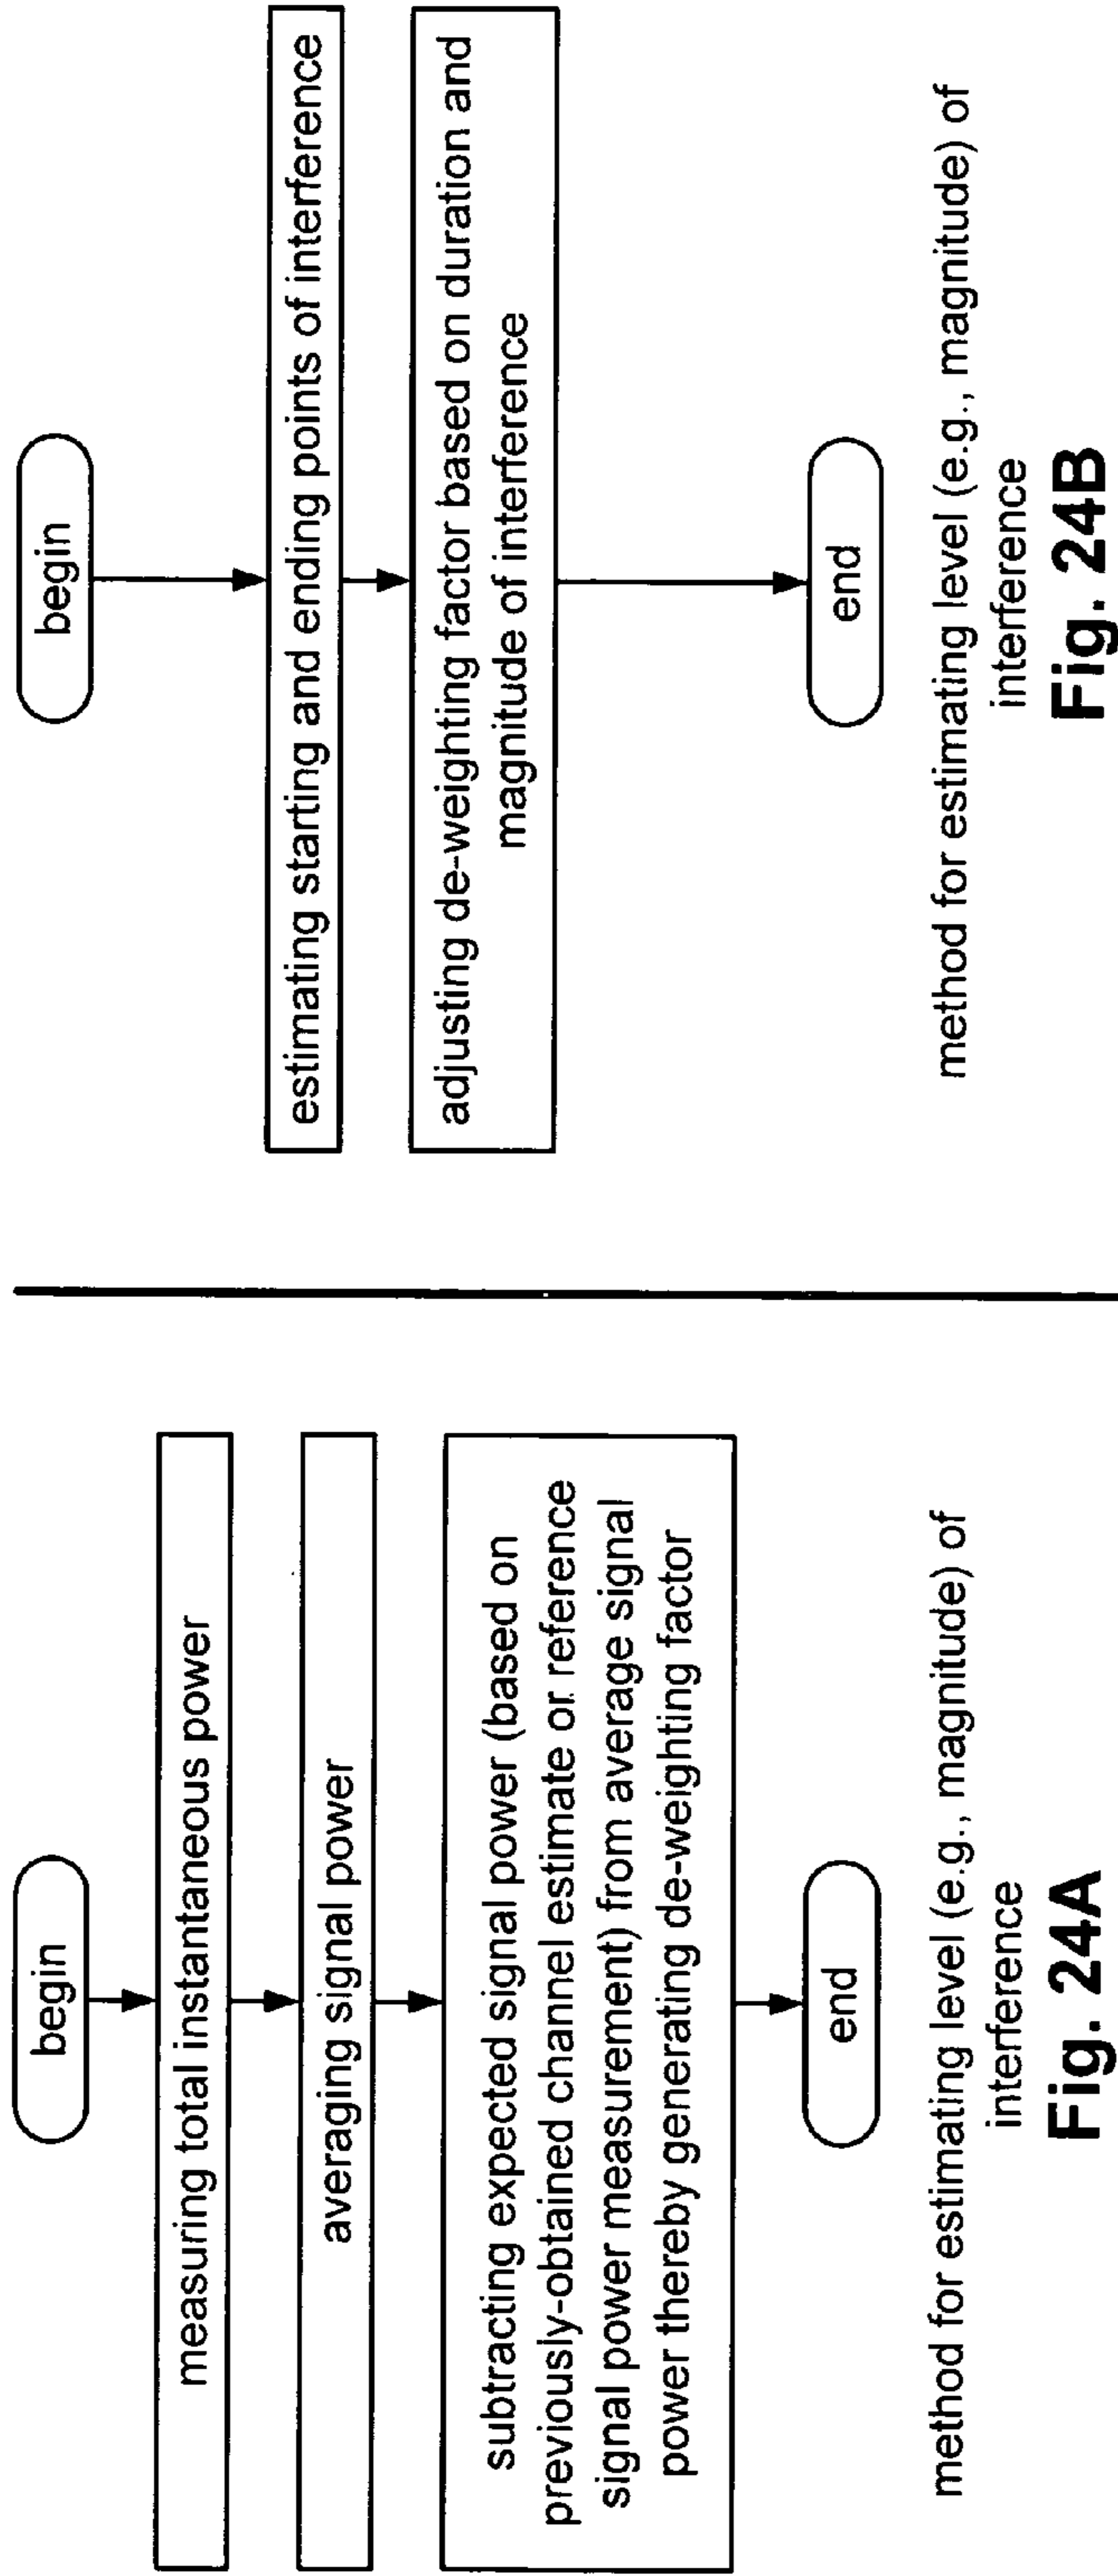 begin
measuring total instantaneous power
averaging signal power
subtracting expected signal power (based on
previously-obtained channel estimate or reference
signal power measurement) from average signal
power thereby generating de-weighting factor
end
method for estimating level (e.g., magnitude) of
interference
Fig. 24A
begin
estimating starting and ending points of interference
adjusting de-weighting factor based on duration and
magnitude of interference
end
method for estimating level (e.g., magnitude) of
interference
Fig. 24B